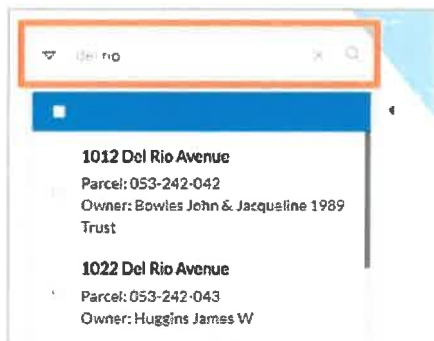 del rio
1012 Del Rio Avenue
Parcel: 053-242-042
Owner: Bowles John & Jacqueline 1989
Trust
1022 Del Rio Avenue
Parcel: 053-242-043
Owner: Huggins James W